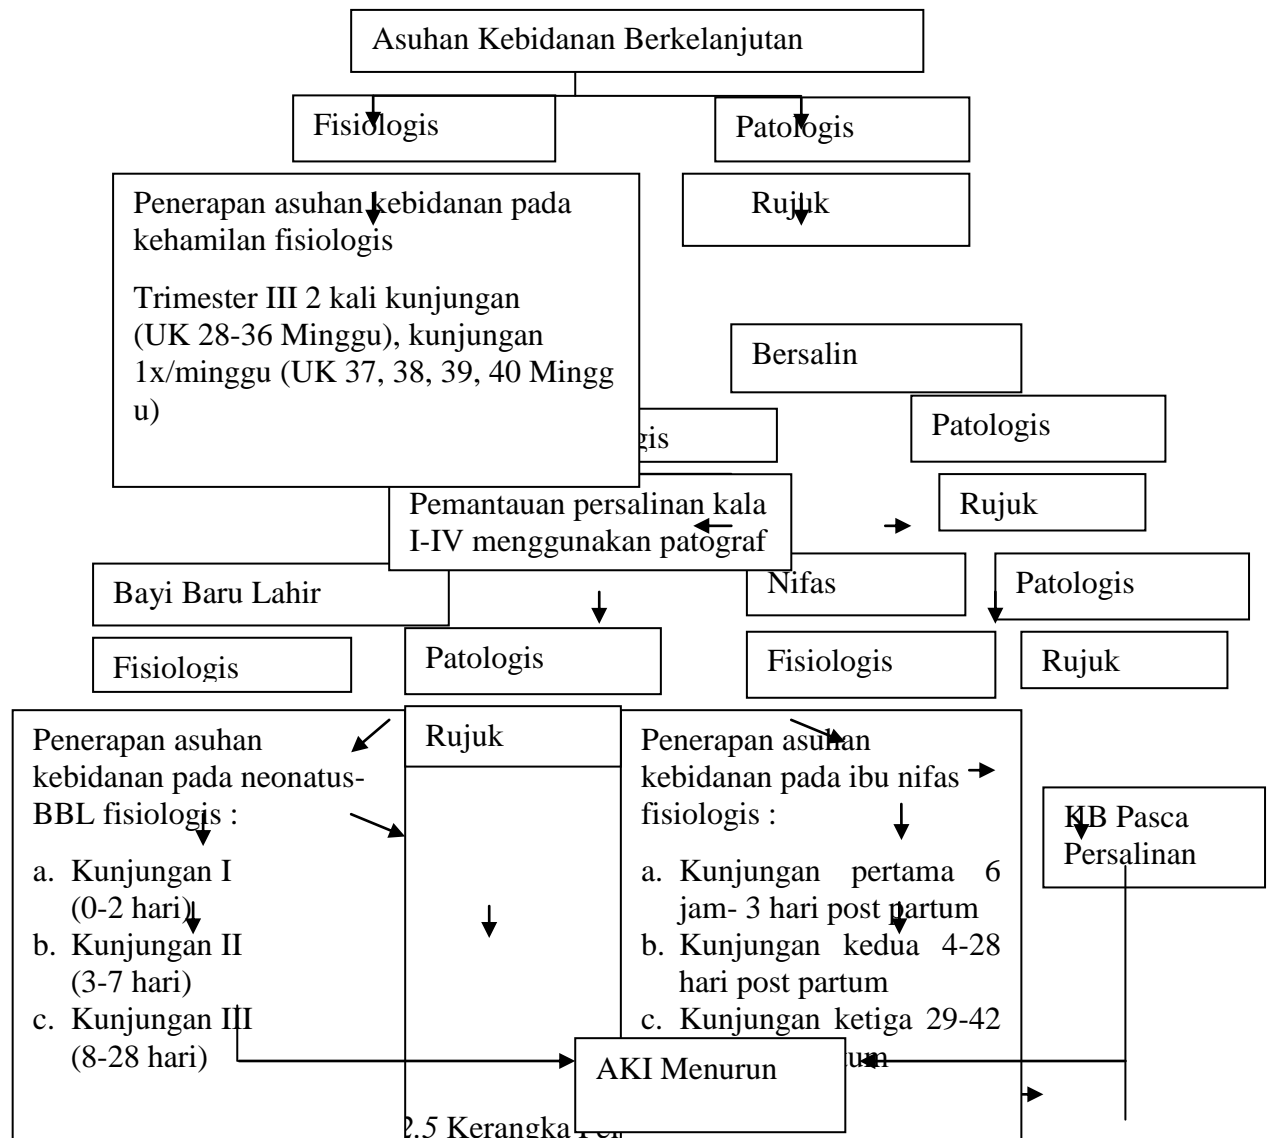 Asuhan Kebidanan Berkelanjutan
Fisiologis
Patologis
Penerapan asuhan kebidanan pada
kehamilan fisiologis
Trimester III 2 kali kunjungan
(UK 28-36 Minggu), kunjungan
1x/minggu (UK 37, 38, 39, 40 Mingg
u)
Rujuk
Bersalin
gis
Patologis
Pemantauan persalinan kala
I-IV menggunakan patograf
Rujuk
Bayi Baru Lahir
Nifas
Patologis
Fisiologis
Patologis
Fisiologis
Rujuk
Penerapan asuhan
kebidanan pada neonatus-
BBL fisiologis :
a. Kunjungan I
(0-2 hari)
b. Kunjungan II
(3-7 hari)
c. Kunjungan III
(8-28 hari)
Rujuk
Penerapan asuhan
kebidanan pada ibu nifas
fisiologis :
a. Kunjungan pertama 6
jam- 3 hari post partum
b. Kunjungan kedua 4-28
hari post partum
c. Kunjungan ketiga 29-42
tum
KB Pasca
Persalinan
AKI Menurun
2.5 Kerangka